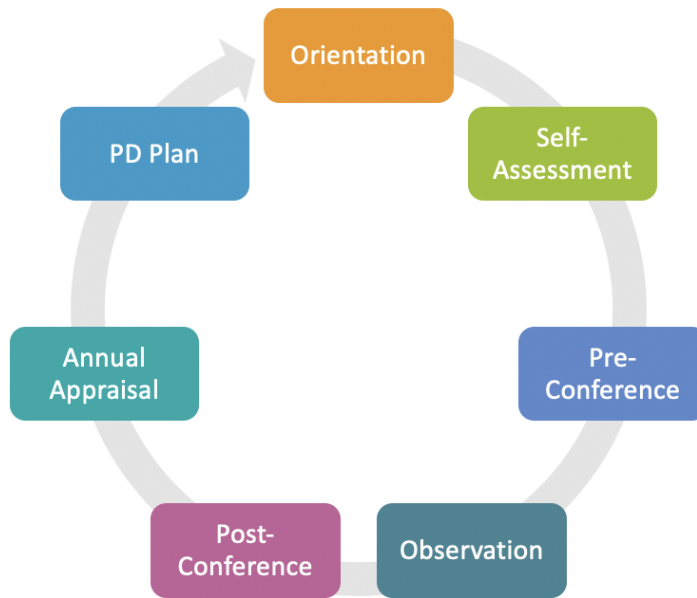 Orientation
Self-
Assessment
Pre-
Conference
Observation
Post-
Conference
Annual
Appraisal
PD Plan